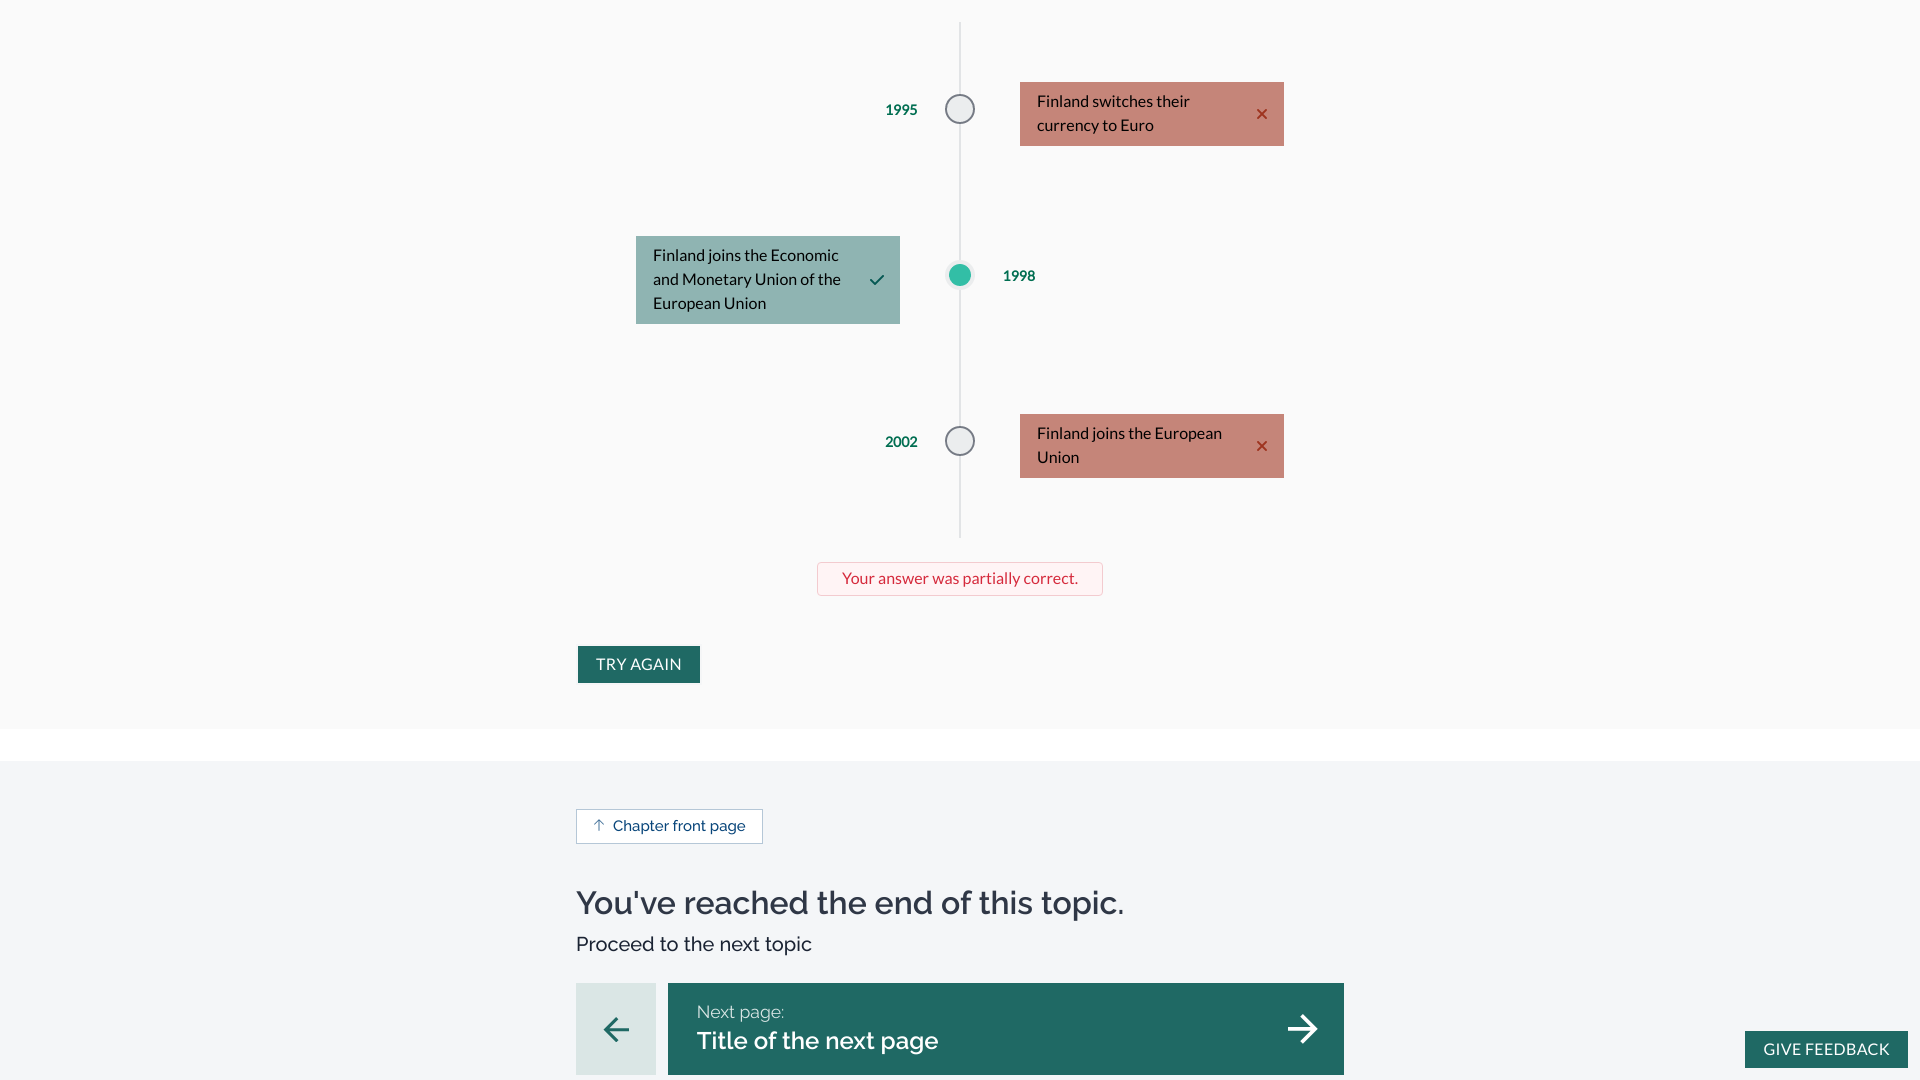 1995
Finland switches their
currency to Euro
Finland joins the Economic
and Monetary Union of the
European Union
1998
2002
Finland joins the European
Union
Your answer was partially correct.
TRY AGAIN
Chapter front page
You've reached the end of this topic.
Proceed to the next topic
Next page:
Title of the next page
GIVE FEEDBACK